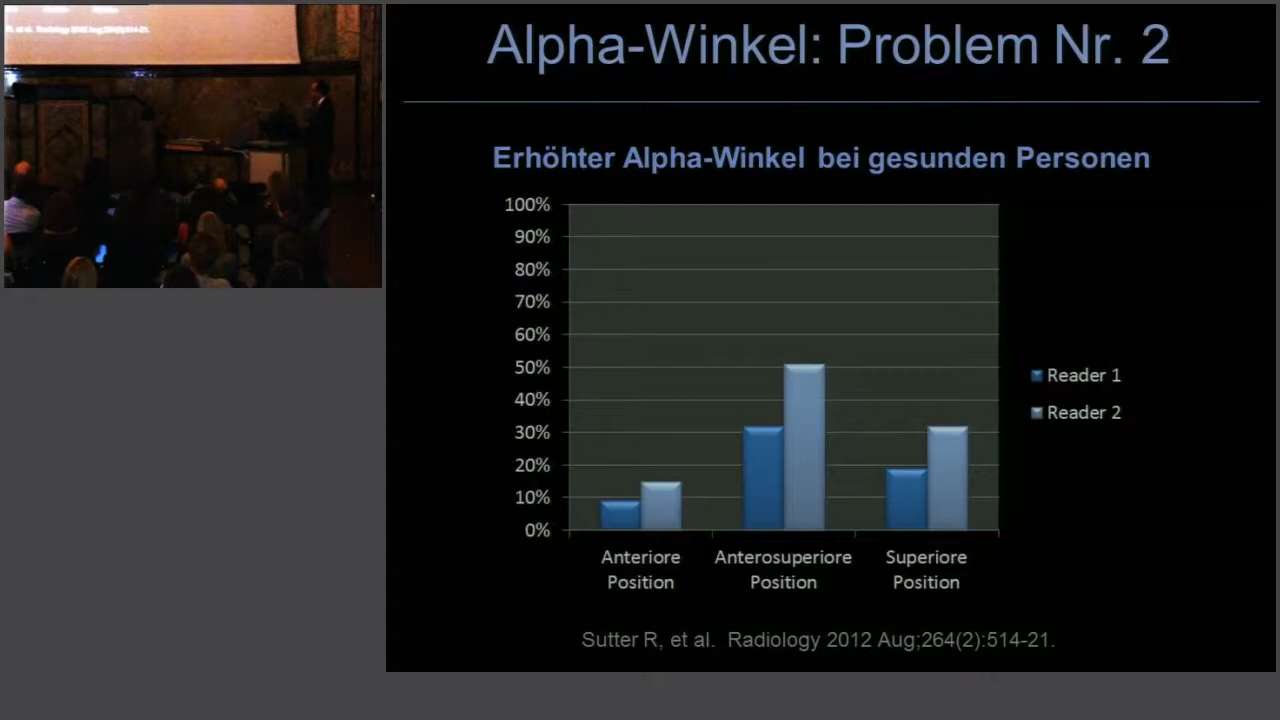 Alpha-Winkel: Problem Nr. 2
Erhöhter Alpha-Winkel bei gesunden Personen
100%
90%
80%
70%
60%
50%
40%
30%
20%
10%
0%
Anteriore
Position
Anterosuperiore
Position
Superiore
Position
Reader 1
Reader 2
Sutter R, et al. Radiology 2012 Aug;264(2):514-21.